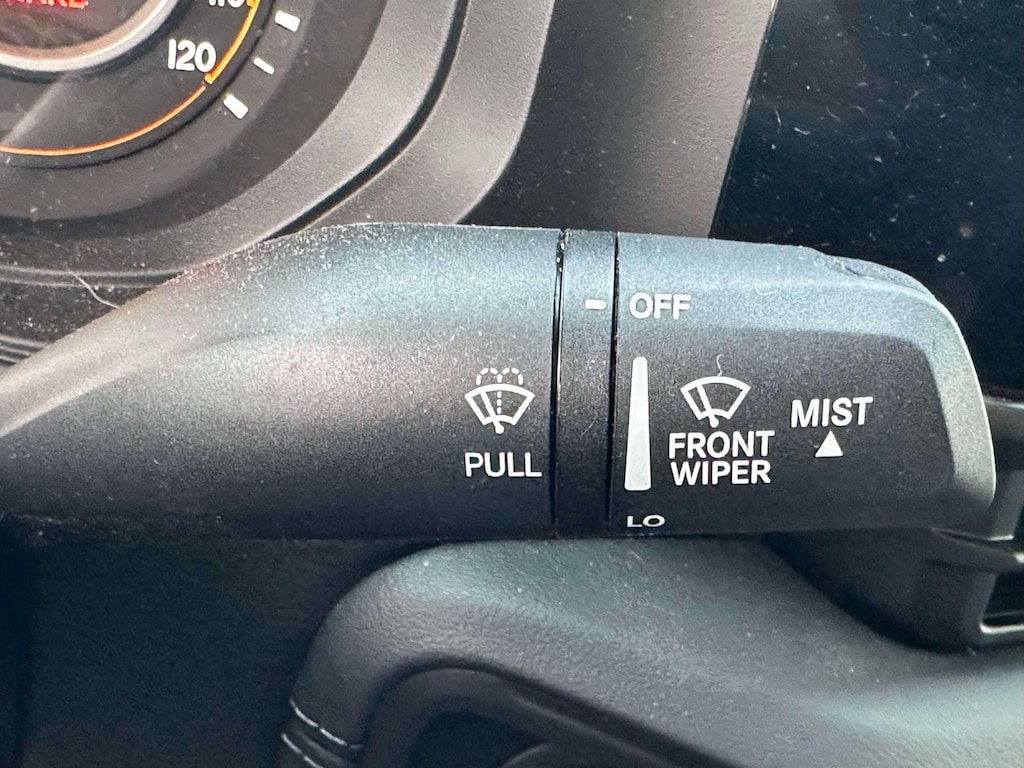 120
OFF
PULL
FRONT
WIPER
MIST
LO